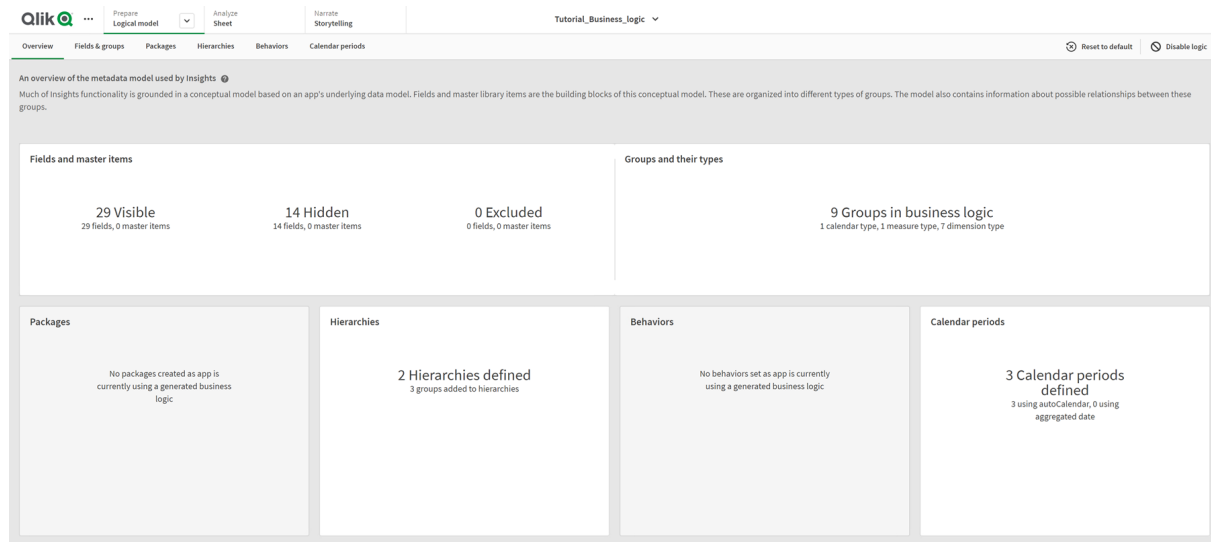 Qlik
Prepare
Logical model
Analyze
Sheet
Narrate
Storytelling
Tutorial_Business_logic
Overview
Fields & groups
Packages
Hierarchies
Behaviors
Calendar periods
Reset to default
Disable logic
An overview of the metadata model used by Insights
Much of Insights functionality is grounded in a conceptual model based on an app's underlying data model. Fields and master library items are the building blocks of this conceptual model. These are organized into different types of groups. The model also contains information about possible relationships between these
groups.
Fields and master items
29 Visible
29 fields, 0 master items
14 Hidden
14 fields, 0 master items
0 Excluded
0 fields, 0 master items
Groups and their types
9 Groups in business logic
1 calendar type, 1 measure type, 7 dimension type
Packages
No packages created as app is
currently using a generated business
logic
Hierarchies
2 Hierarchies defined
3 groups added to hierarchies
Behaviors
No behaviors set as app is currently
using a generated business logic
Calendar periods
3 Calendar periods
defined
3 using autoCalendar, 0 using
aggregated date